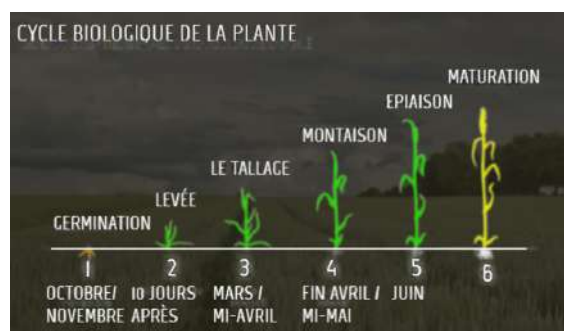 CYCLE BIOLOGIQUE DE LA PLANTE
MATURATION
EPIAISON
MONTAISON
LE TALLAGE
LEVÉE
GERMINATION
1 2 3 4 5 6
OCTOBRE/ 10 JOURS MARS / FIN AVRIL / JUIN
NOVEMBRE APRÈS MI-AVRIL MI-MAI